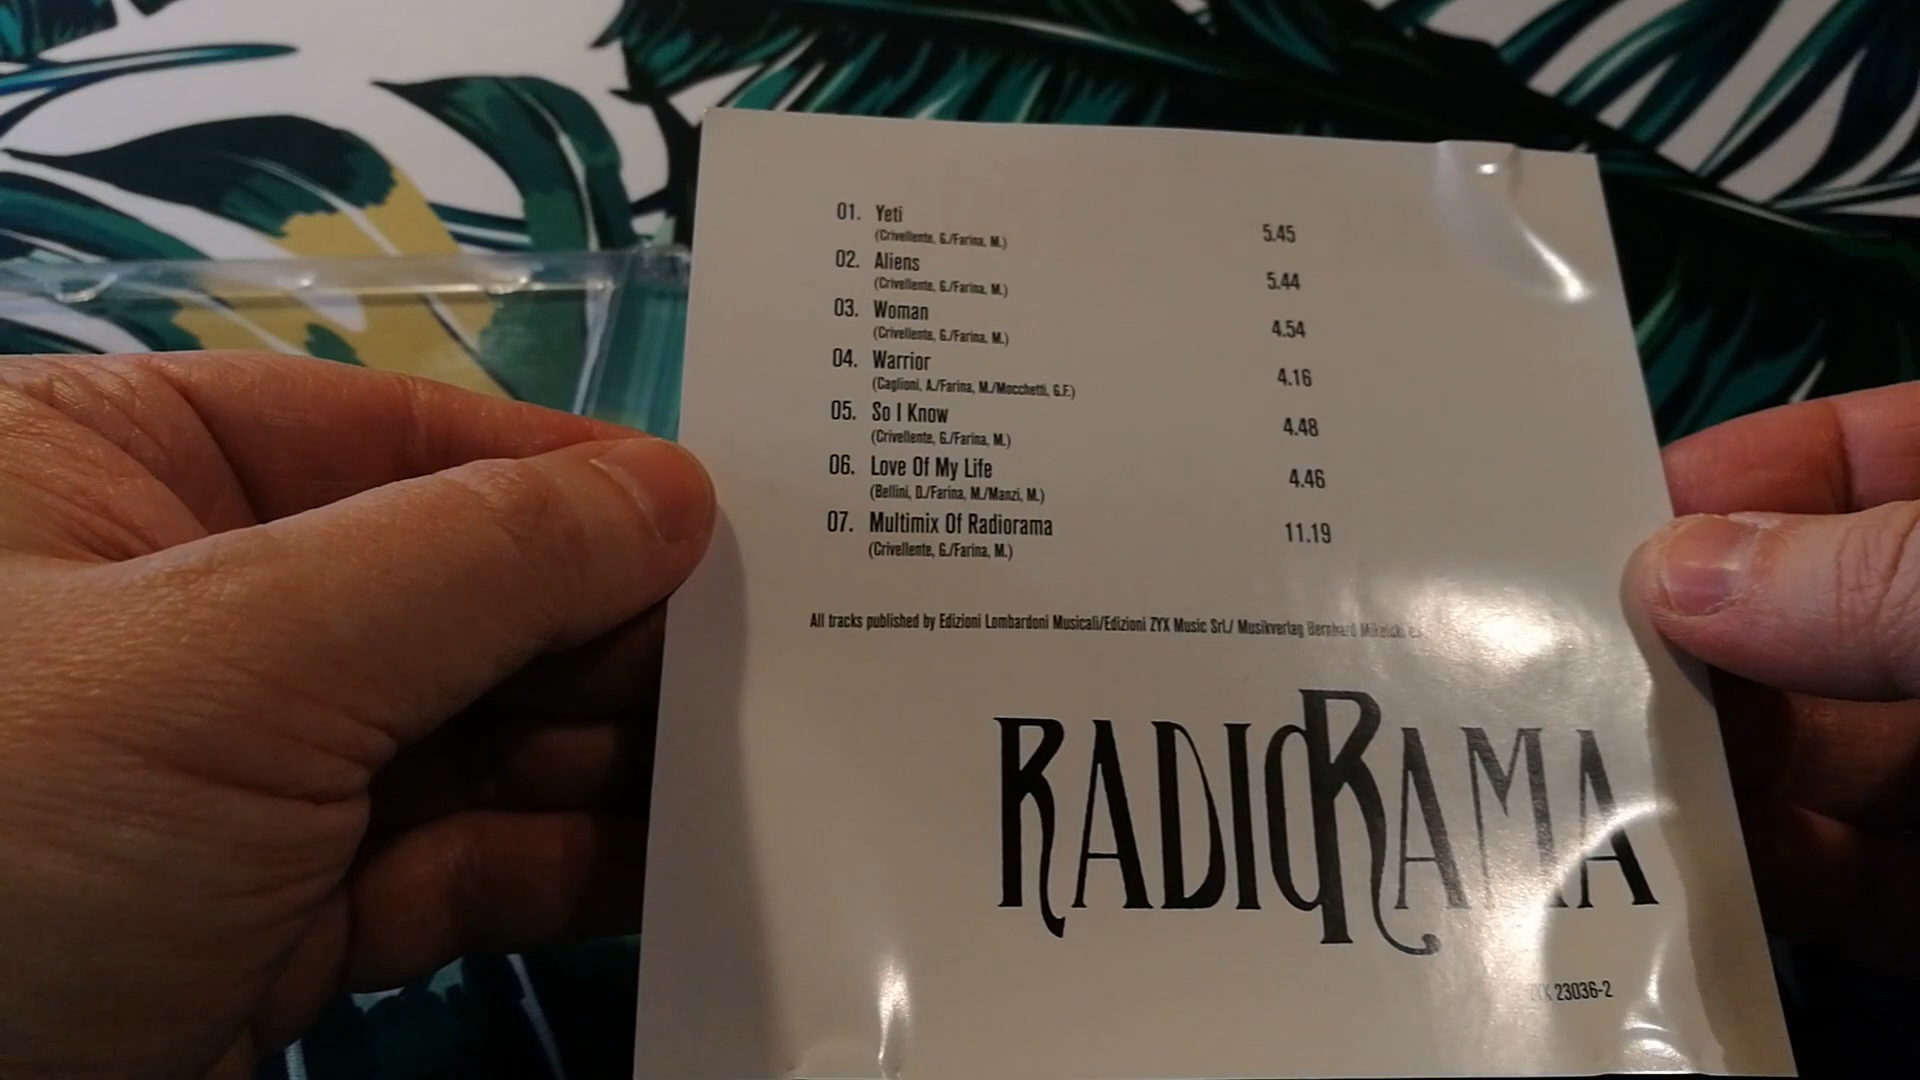 01. Yeti 5.45
(Crivellente, G./Farina, M.)
02. Aliens 5.44
(Crivellente, G./Farina, M.)
03. Woman 4.54
(Crivellente, G./Farina, M.)
04. Warrior 4.16
(Caglioni, A./Farina, M./Mocchetti, G.F.)
05. So I Know 4.48
(Crivellente, G./Farina, M.)
06. Love Of My Life 4.46
(Bellini, D./Farina, M./Manzi, M.)
07. Multimix Of Radiorama 11.19
(Crivellente, G./Farina, M.)
All tracks published by Edizioni Lombardoni Musicali/Edizioni ZYX Music Srl./ Musikverlag Bernhard Mikulski
RADIORAMA
ZYX 23036-2